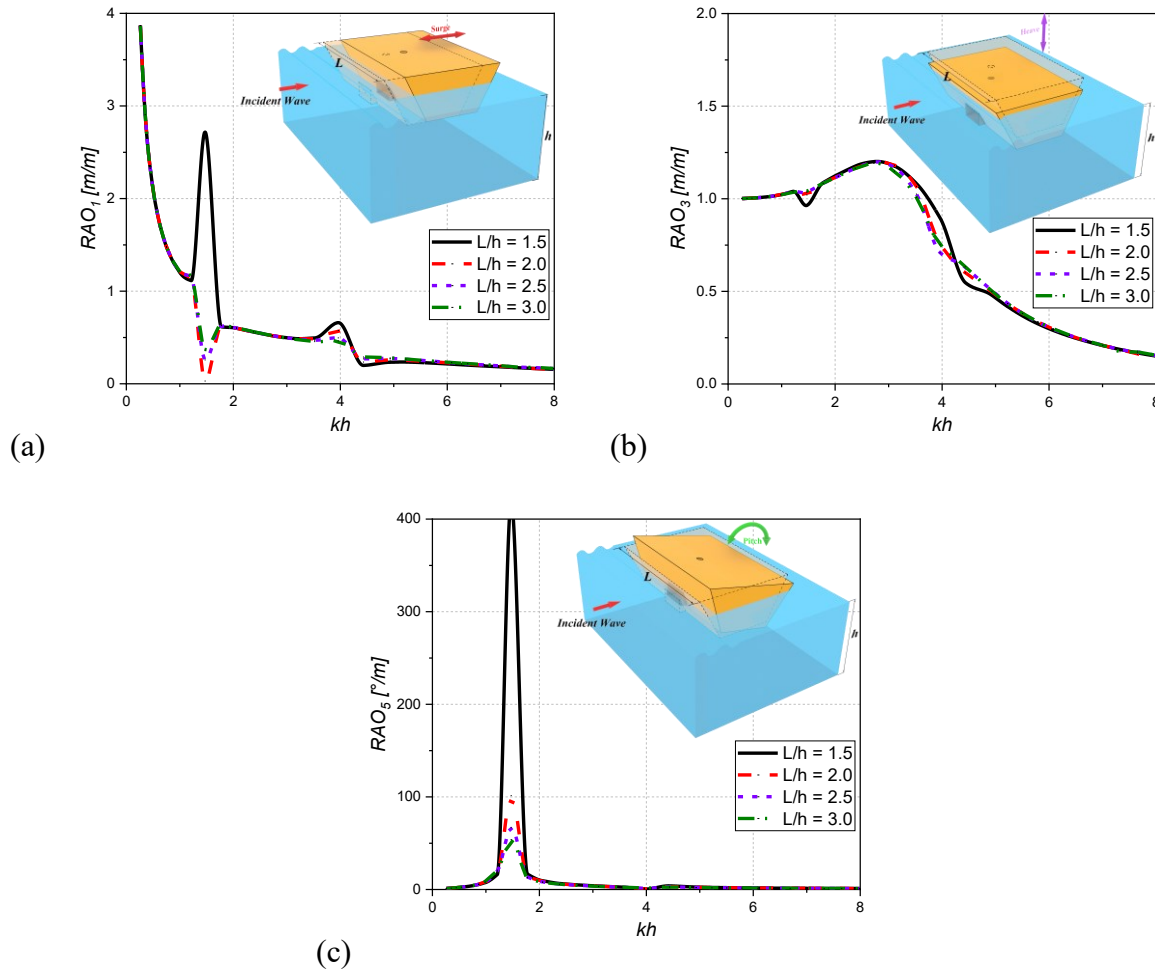 4
3
2
1
0
0 2 4 6 8
RAO₁ [m/m]
kh
Surge
L
Incident Wave
h
L/h = 1.5
L/h = 2.0
L/h = 2.5
L/h = 3.0
(a)
2.0
1.5
1.0
0.5
0.0
0 2 4 6 8
RAO₃ [m/m]
kh
Heave
L
Incident Wave
h
L/h = 1.5
L/h = 2.0
L/h = 2.5
L/h = 3.0
(b)
400
300
200
100
0
0 2 4 6 8
RAO₅ [°/m]
kh
Pitch
L
Incident Wave
h
L/h = 1.5
L/h = 2.0
L/h = 2.5
L/h = 3.0
(c)